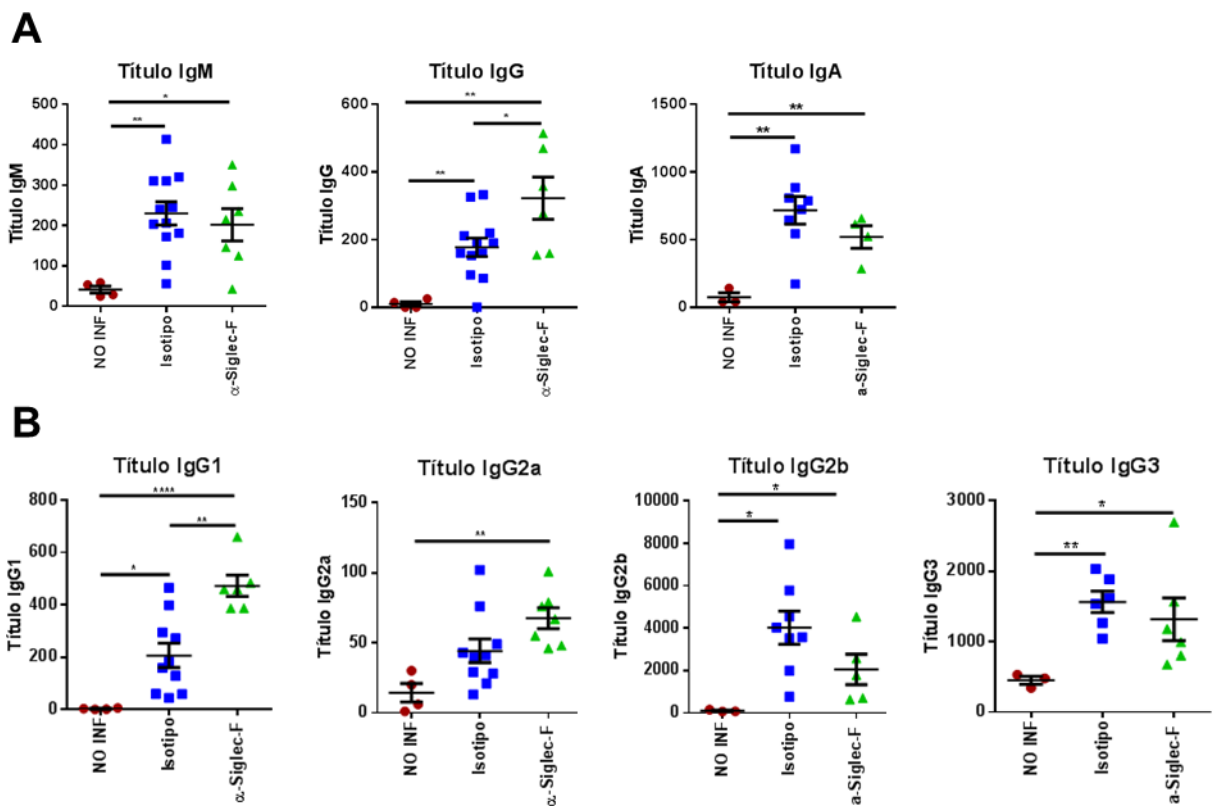 A
Título IgM
Título IgM
500
400
300
200
100
0
*
**
NO INF
Isotipo
α-Siglec-F
Título IgG
Título IgG
600
400
200
0
**
*
**
NO INF
Isotipo
α-Siglec-F
Título IgA
Título IgA
1500
1000
500
0
**
**
NO INF
Isotipo
a-Siglec-F
B
Título IgG1
Título IgG1
800
600
400
200
0
****
**
*
NO INF
Isotipo
α-Siglec-F
Título IgG2a
Título IgG2a
150
100
50
0
**
NO INF
Isotipo
α-Siglec-F
Título IgG2b
Título IgG2b
10000
8000
6000
4000
2000
0
*
*
NO INF
Isotipo
a-Siglec-F
Título IgG3
Título IgG3
3000
2000
1000
0
*
**
NO INF
Isotipo
a-Siglec-F